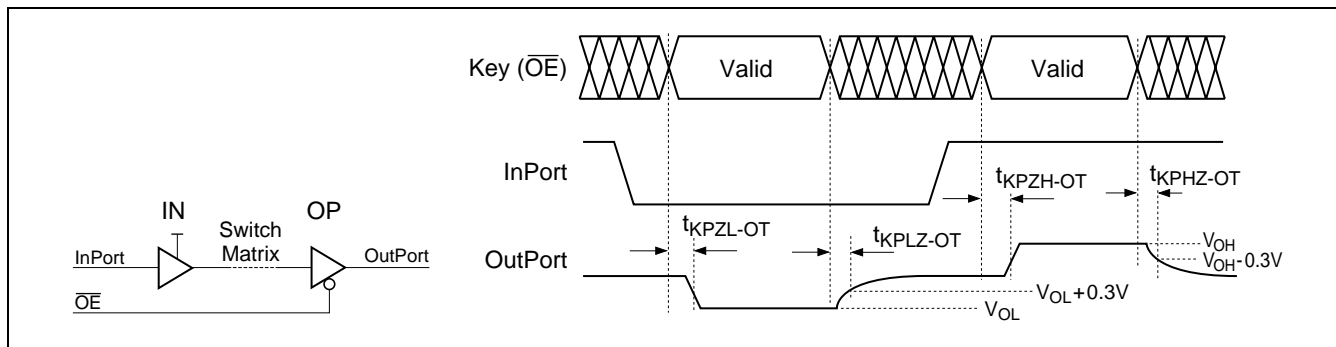 Key (OE)
Valid
Valid
InPort
tKPZH-OT
tKPHZ-OT
tKPZL-OT
tKPLZ-OT
OutPort
VOH
VOH-0.3V
VOL+0.3V
VOL
IN
OP
Switch
Matrix
InPort
OutPort
OE